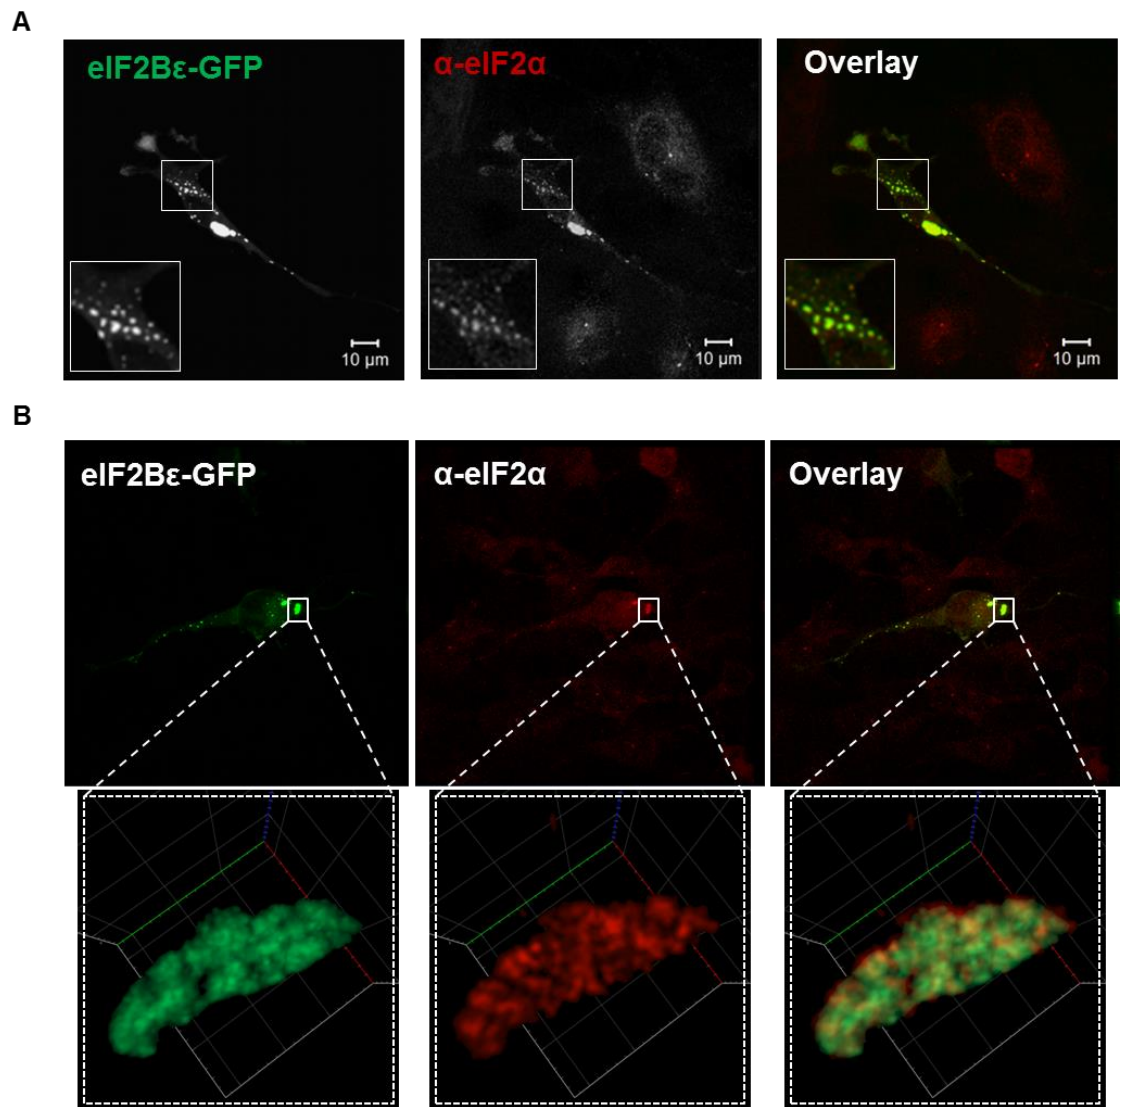 A
eIF2Bε-GFP
α-eIF2α
Overlay
10 µm
10 µm
10 µm
B
eIF2Bε-GFP
α-eIF2α
Overlay